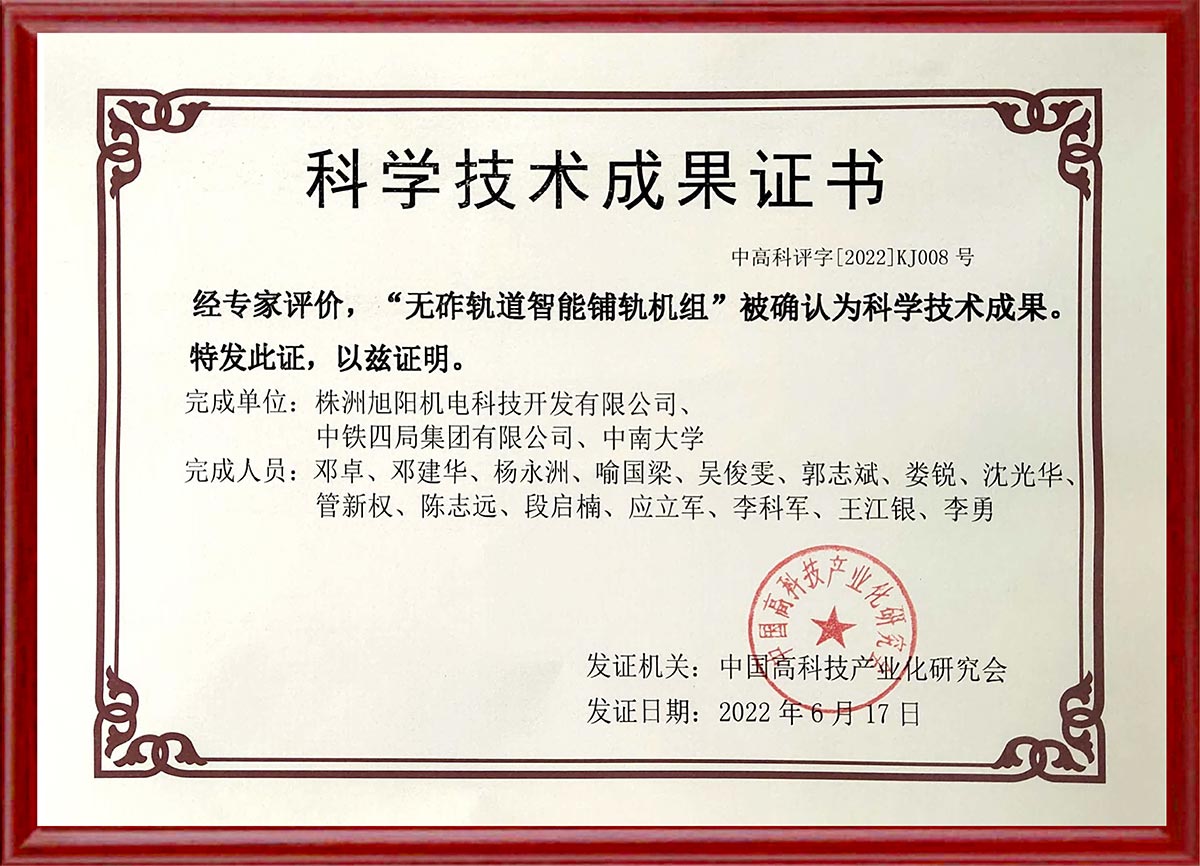 科学技术成果证书
中高科评字[2022]KJ008 号
经专家评价，“无砟轨道智能铺轨机组”被确认为科学技术成果。
特发此证，以兹证明。
完成单位：株洲旭阳机电科技开发有限公司、
中铁四局集团有限公司、中南大学
完成人员：邓卓、邓建华、杨永洲、喻国梁、吴俊雯、郭志斌、娄锐、沈光华、
管新权、陈志远、段启楠、应立军、李科军、王江银、李勇
中国高科技产业化研究会
发证机关：中国高科技产业化研究会
发证日期：2022 年 6 月 17 日